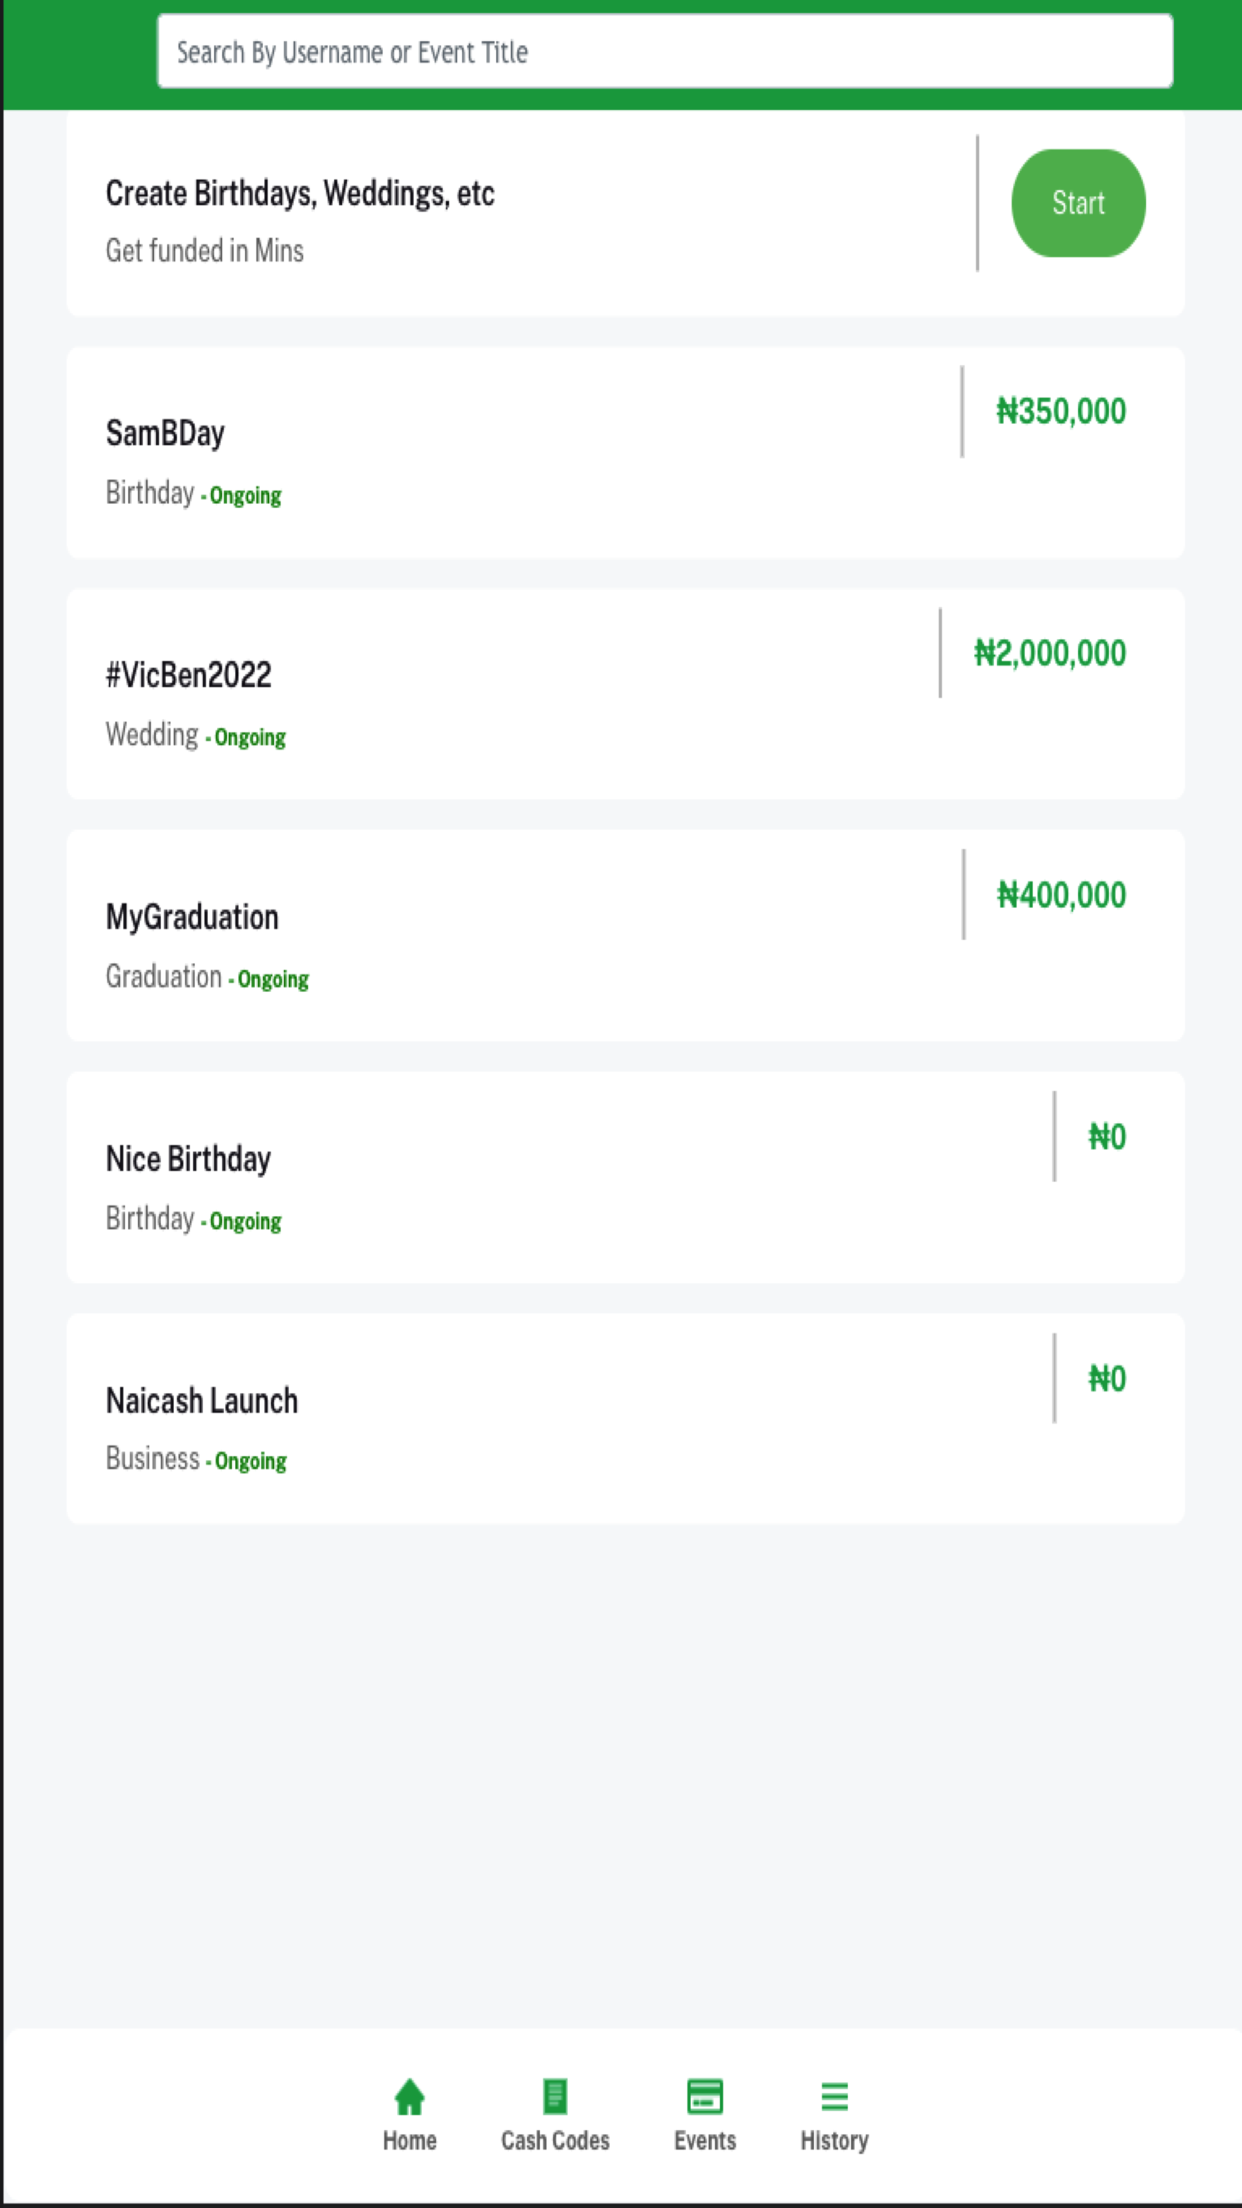 Search By Username or Event Title
Create Birthdays, Weddings, etc
Get funded in Mins
Start
SamBDay
Birthday - Ongoing
₦350,000
#VicBen2022
Wedding - Ongoing
₦2,000,000
MyGraduation
Graduation - Ongoing
₦400,000
Nice Birthday
Birthday - Ongoing
₦0
Naicash Launch
Business - Ongoing
₦0
Home
Cash Codes
Events
History